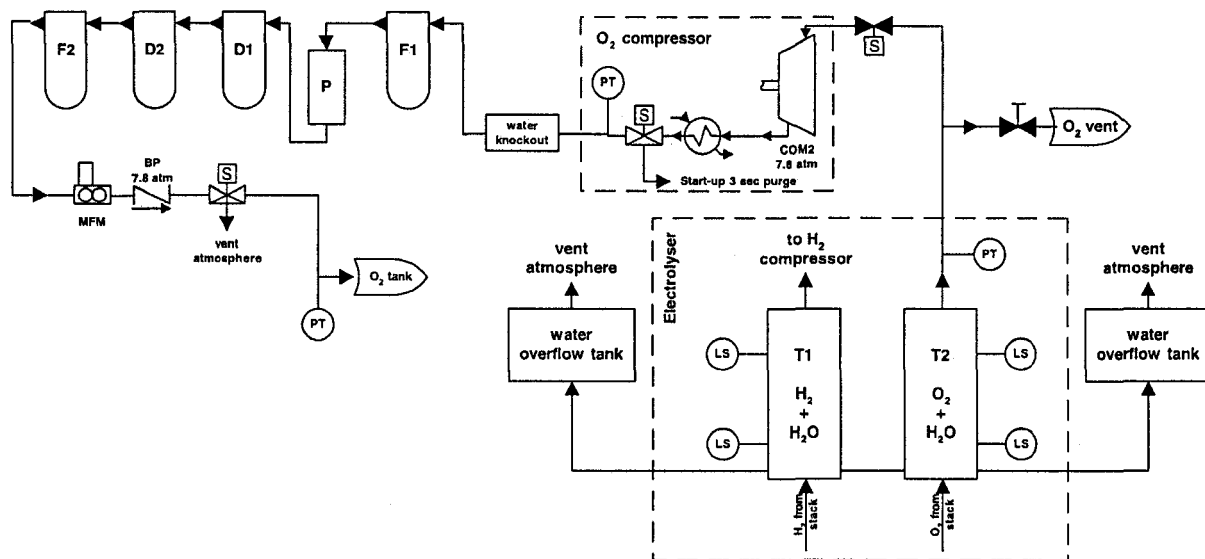 F2
D2
D1
P
F1
O2 compressor
PT
S
water
knockout
COM2
7.8 atm
Start-up 3 sec purge
S
O2 vent
MFM
BP
7.8 atm
S
vent
atmosphere
O2 tank
PT
vent
atmosphere
water
overflow tank
Electrolyser
to H2
compressor
PT
LS
T1
H2
+
H2O
LS
T2
O2
+
H2O
LS
LS
vent
atmosphere
water
overflow tank
H2 from
stack
O2 from
stack